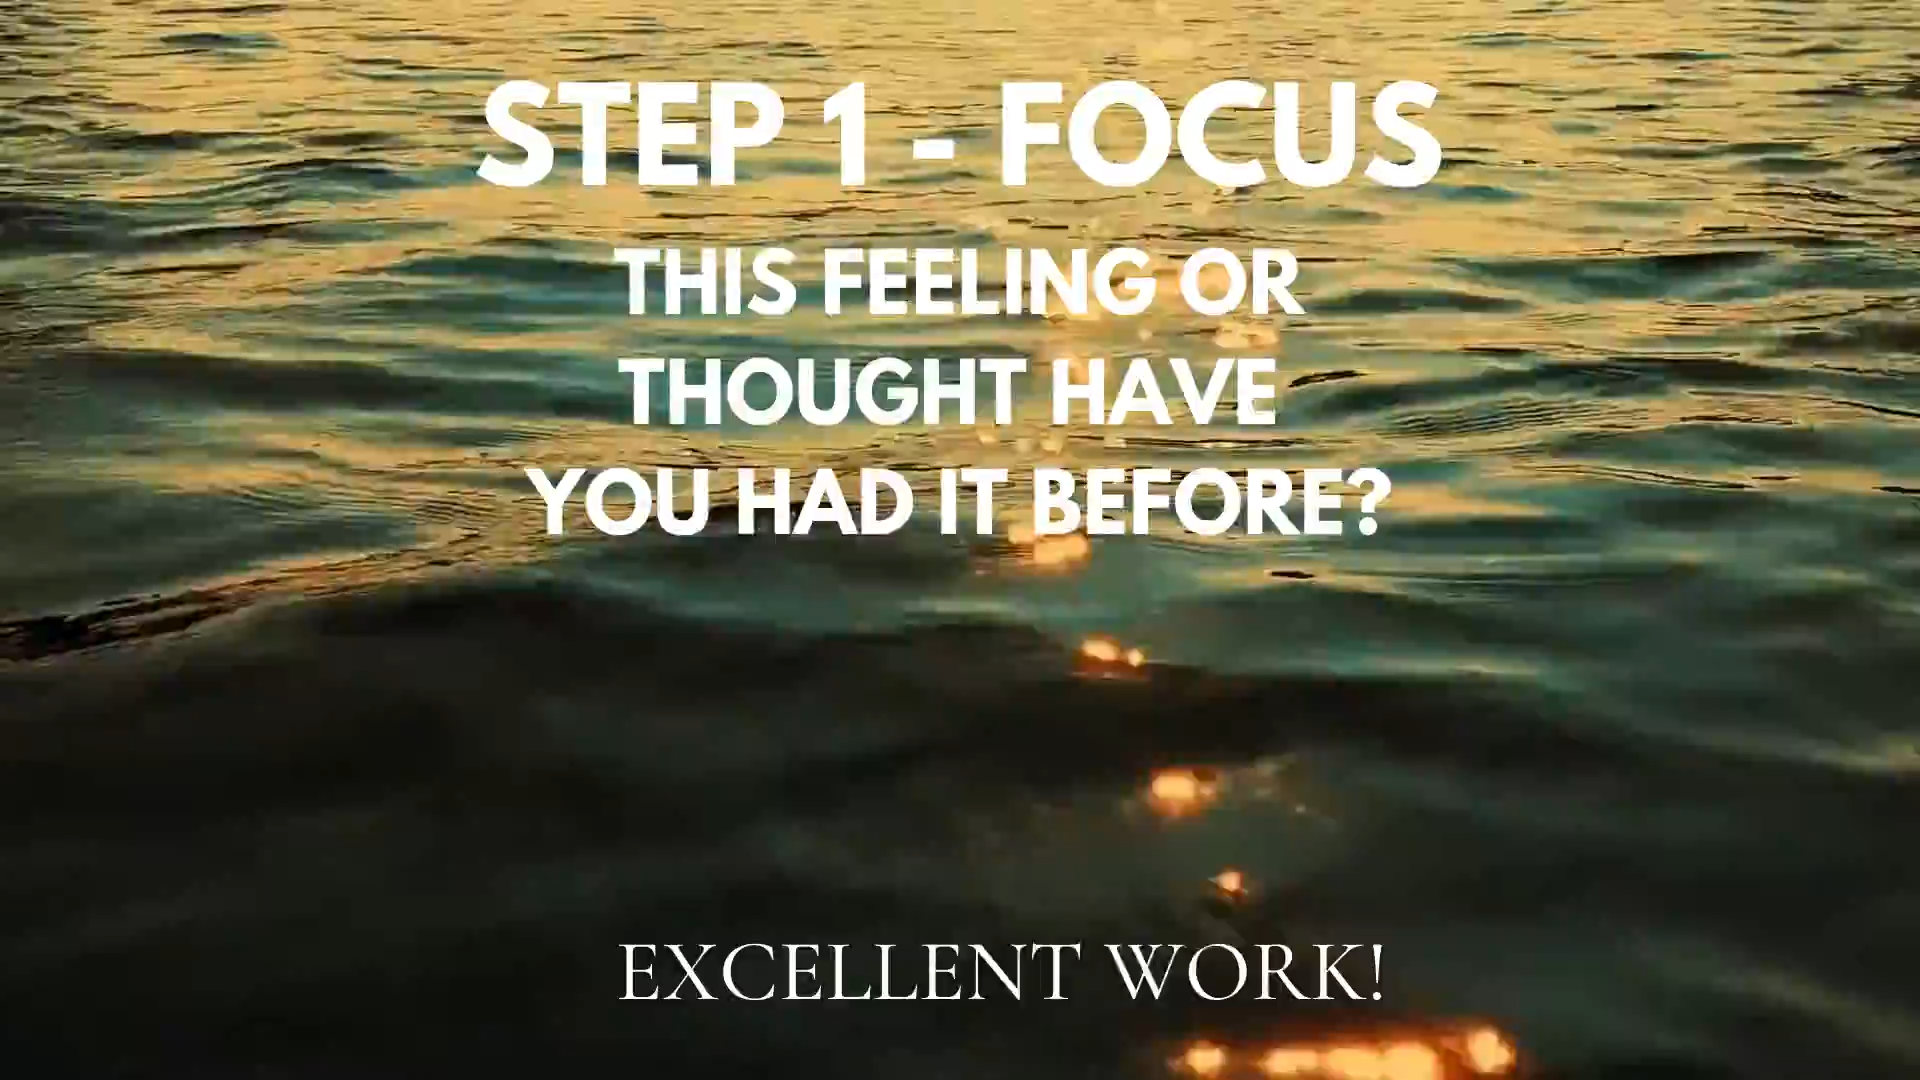 STEP 1 - FOCUS
THIS FEELING OR
THOUGHT HAVE
YOU HAD IT BEFORE?
EXCELLENT WORK!